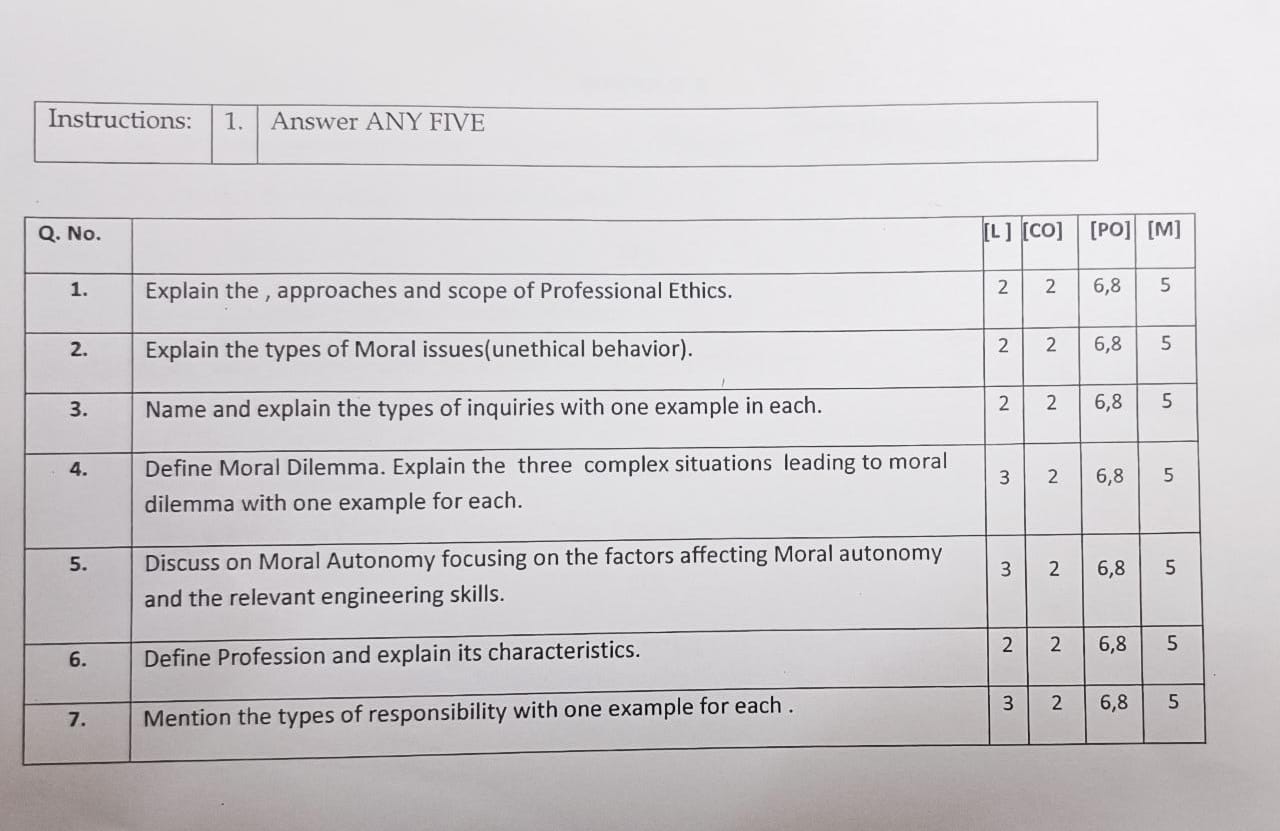 Instructions: 1. Answer ANY FIVE
Q. No. [L ] [CO] [PO] [M]
1. Explain the , approaches and scope of Professional Ethics. 2 2 6,8 5
2. Explain the types of Moral issues(unethical behavior). 2 2 6,8 5
3. Name and explain the types of inquiries with one example in each. 2 2 6,8 5
4. Define Moral Dilemma. Explain the three complex situations leading to moral 3 2 6,8 5
dilemma with one example for each.
5. Discuss on Moral Autonomy focusing on the factors affecting Moral autonomy 3 2 6,8 5
and the relevant engineering skills.
6. Define Profession and explain its characteristics. 2 2 6,8 5
7. Mention the types of responsibility with one example for each . 3 2 6,8 5